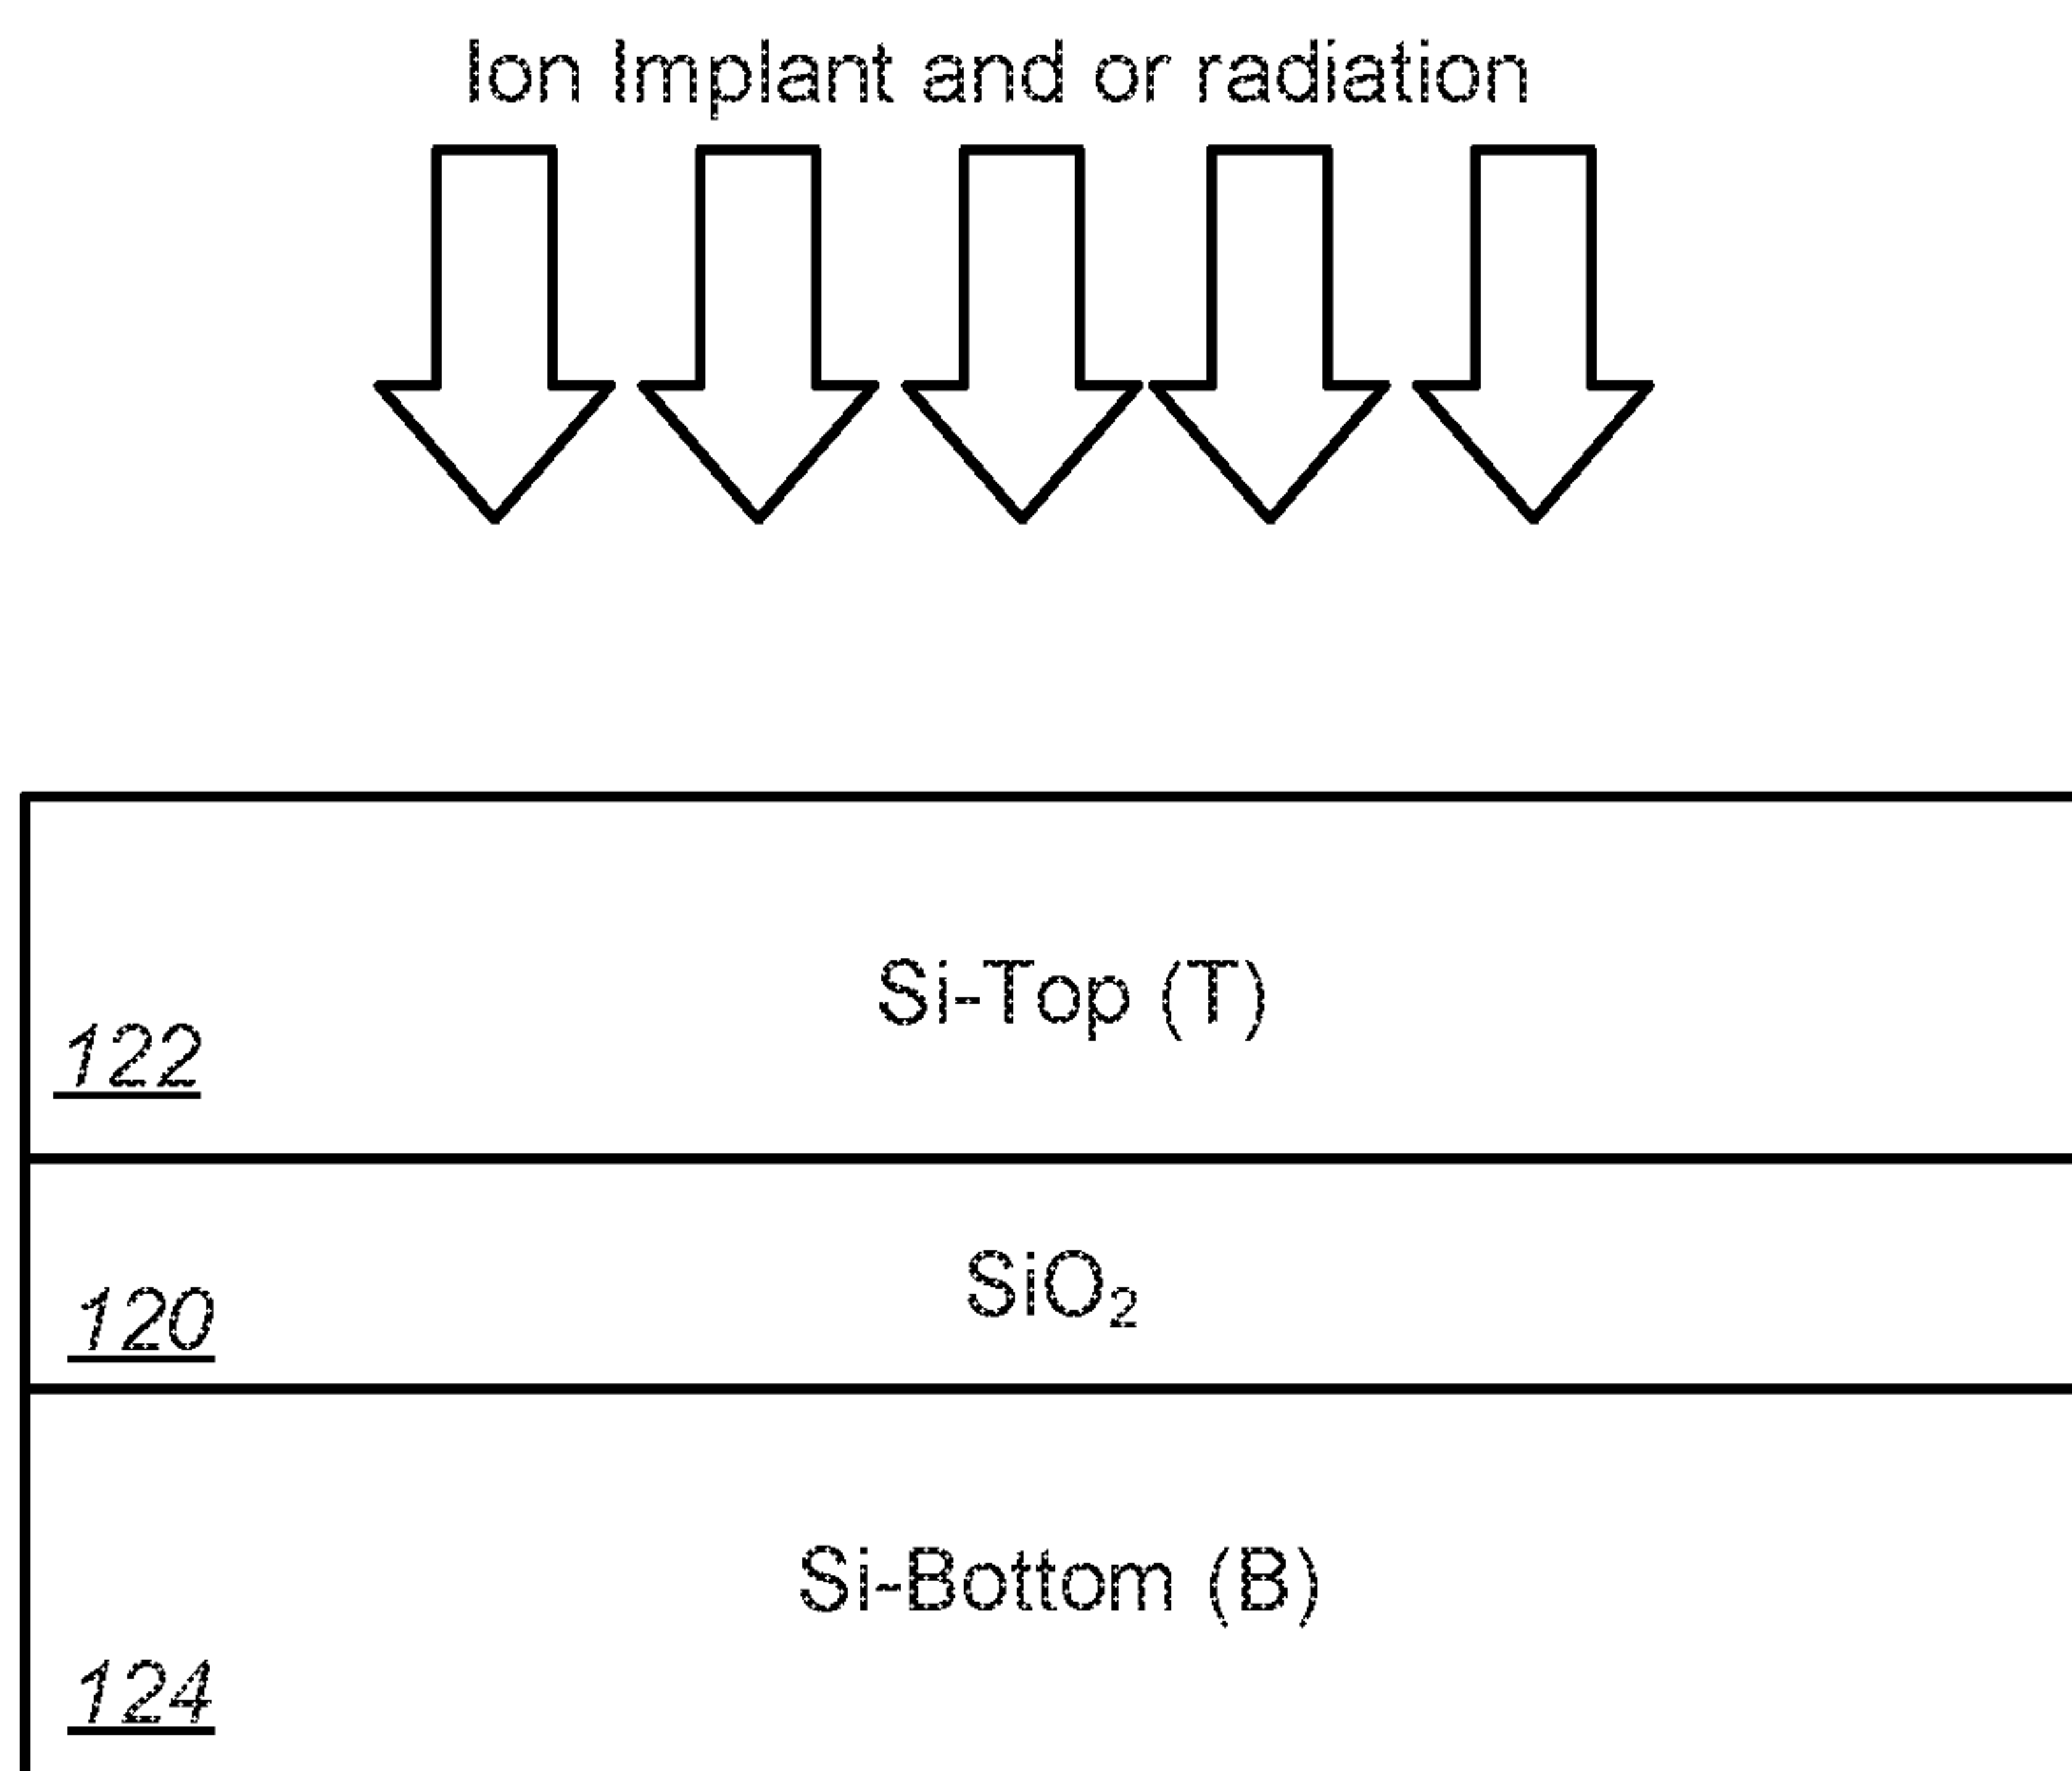 Ion Implant and or radiation
Si-Top (T)
122
SiO₂
120
Si-Bottom (B)
124